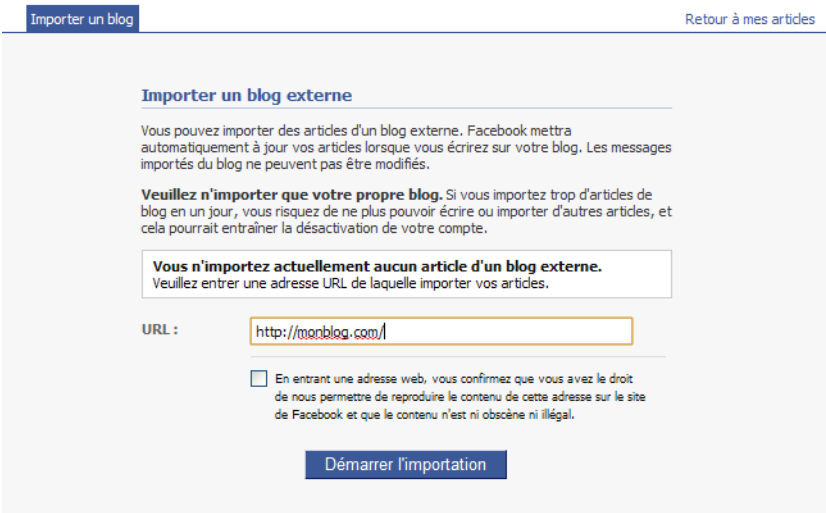 Importer un blog
Retour à mes articles
Importer un blog externe
Vous pouvez importer des articles d'un blog externe. Facebook mettra
automatiquement à jour vos articles lorsque vous écrirez sur votre blog. Les messages
importés du blog ne peuvent pas être modifiés.
Veuillez n'importer que votre propre blog. Si vous importez trop d'articles de
blog en un jour, vous risquez de ne plus pouvoir écrire ou importer d'autres articles, et
cela pourrait entraîner la désactivation de votre compte.
Vous n'importez actuellement aucun article d'un blog externe.
Veuillez entrer une adresse URL de laquelle importer vos articles.
URL :
http://monblog.com/
En entrant une adresse web, vous confirmez que vous avez le droit
de nous permettre de reproduire le contenu de cette adresse sur le site
de Facebook et que le contenu n'est ni obscène ni illégal.
Démarrer l'importation